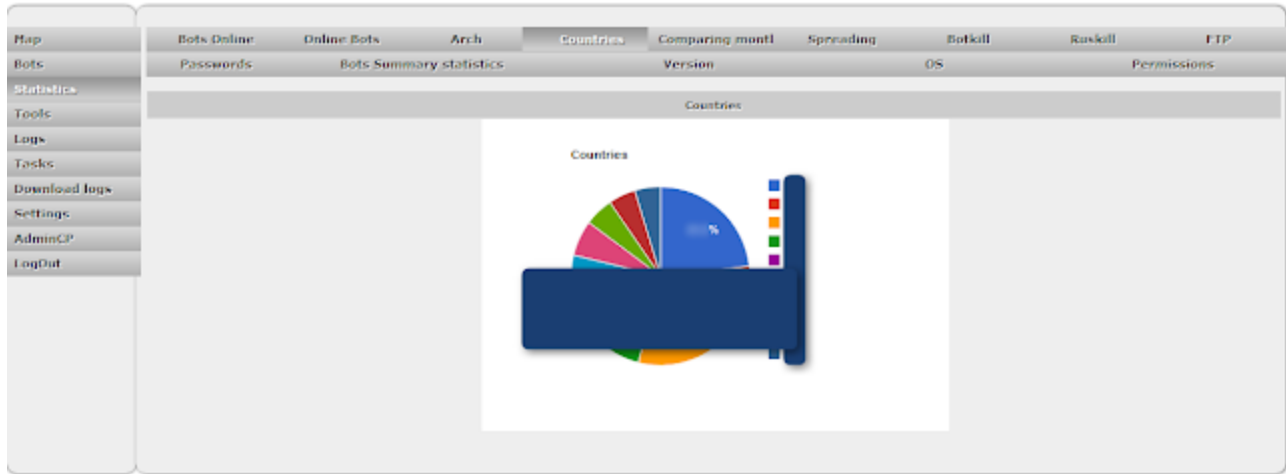 Map
Bots
Statistics
Tools
Logs
Tasks
Download logs
Settings
AdminCP
LogOut
Bots Online Online Bots Arch Countries Comparing montl Spreading Botkill Ruskill FTP
Passwords Bots Summary statistics Version OS Permissions
Countries
Countries
%